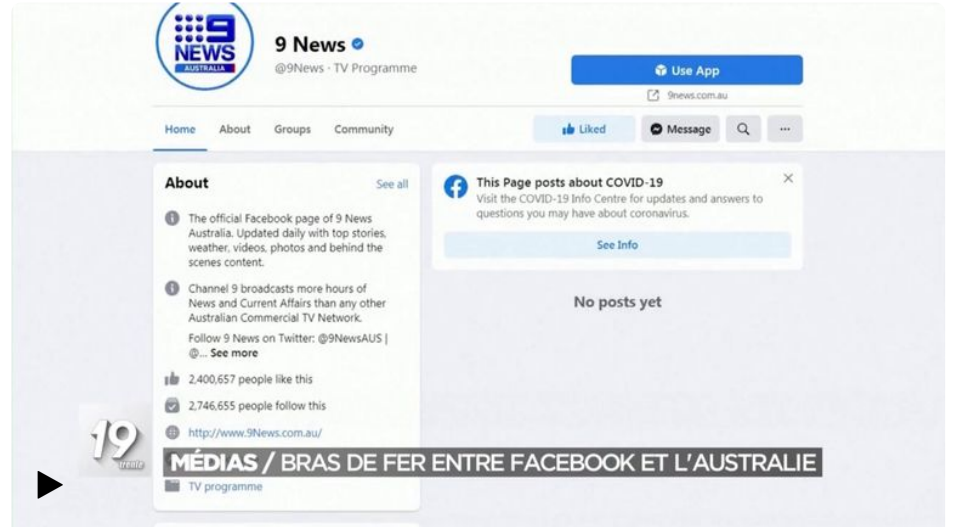 9
NEWS
AUSTRALIA
9 News
@9News · TV Programme
Use App
9news.com.au
Home About Groups Community
Liked Message ...
About See all
The official Facebook page of 9 News
Australia. Updated daily with top stories,
weather, videos, photos and behind the
scenes content.
Channel 9 broadcasts more hours of
News and Current Affairs than any other
Australian Commercial TV Network.
Follow 9 News on Twitter: @9NewsAUS |
@... See more
2,400,657 people like this
2,746,655 people follow this
http://www.9News.com.au/
TV programme
This Page posts about COVID-19
Visit the COVID-19 Info Centre for updates and answers to
questions you may have about coronavirus.
See Info
No posts yet
19
trente
MÉDIAS / BRAS DE FER ENTRE FACEBOOK ET L'AUSTRALIE